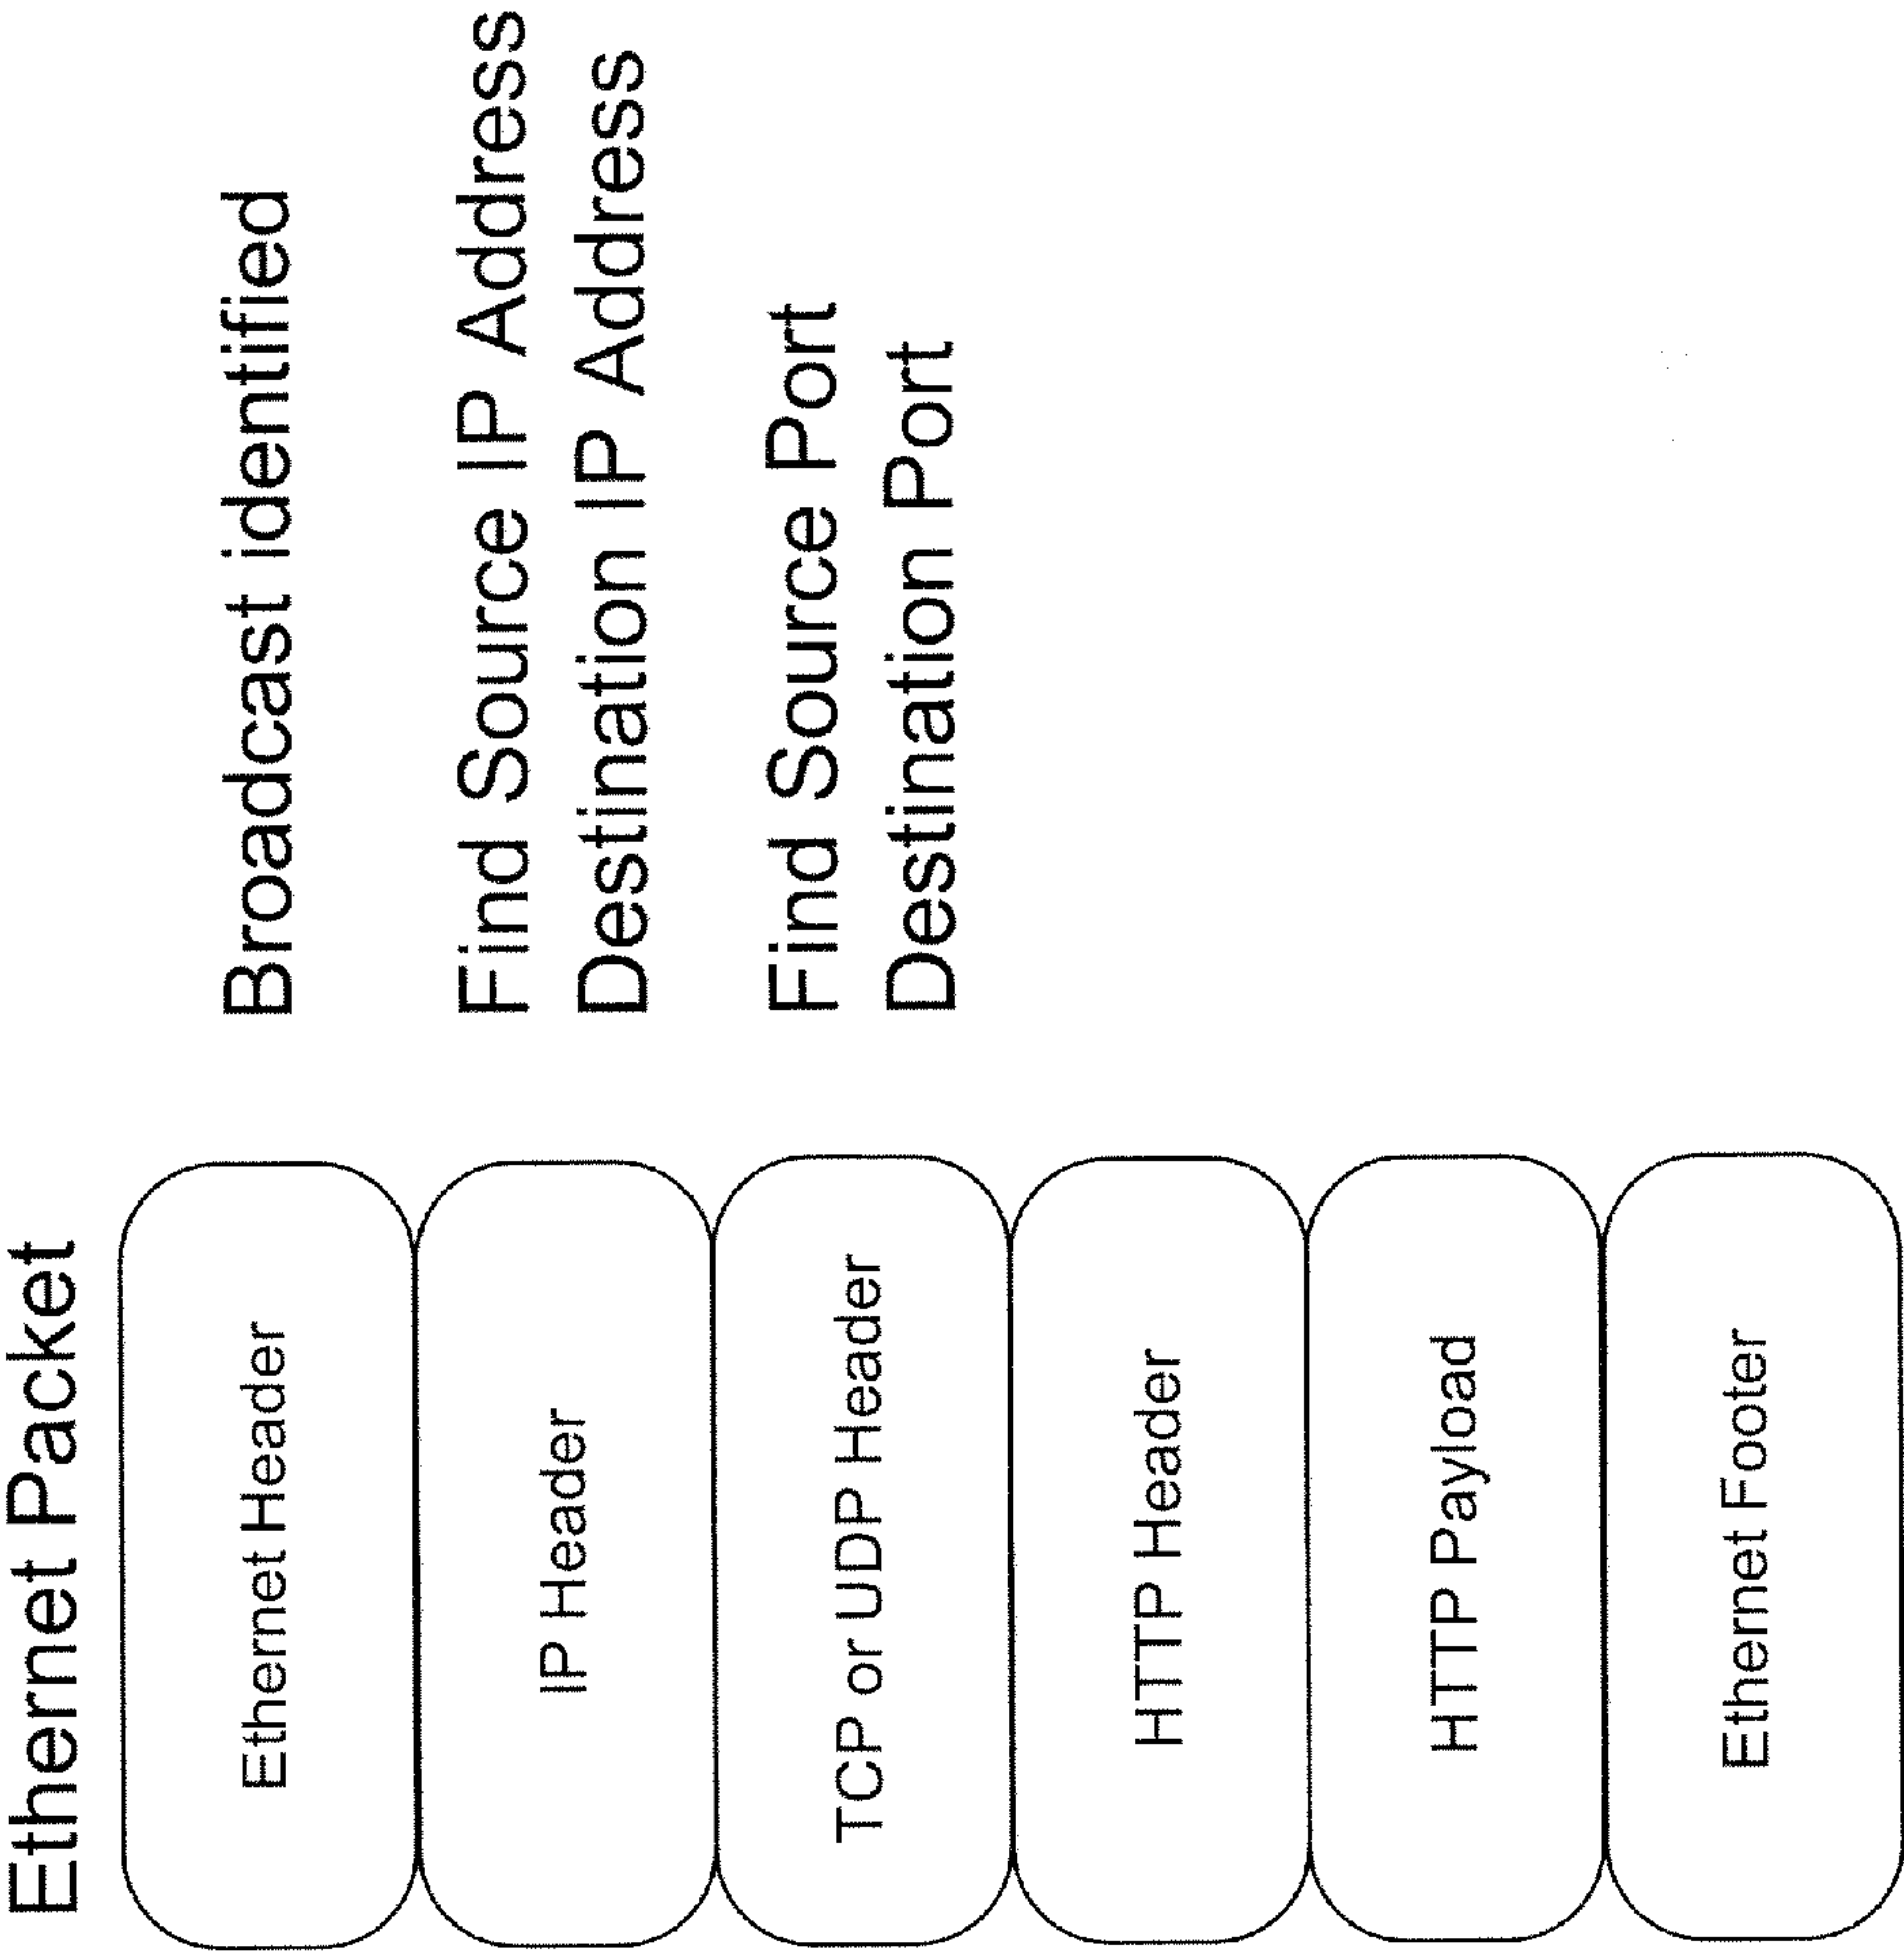 Ethernet Packet
Ethernet Header
Broadcast identified
IP Header
Find Source IP Address
Destination IP Address
TCP or UDP Header
Find Source Port
Destination Port
HTTP Header
HTTP Payload
Ethernet Footer